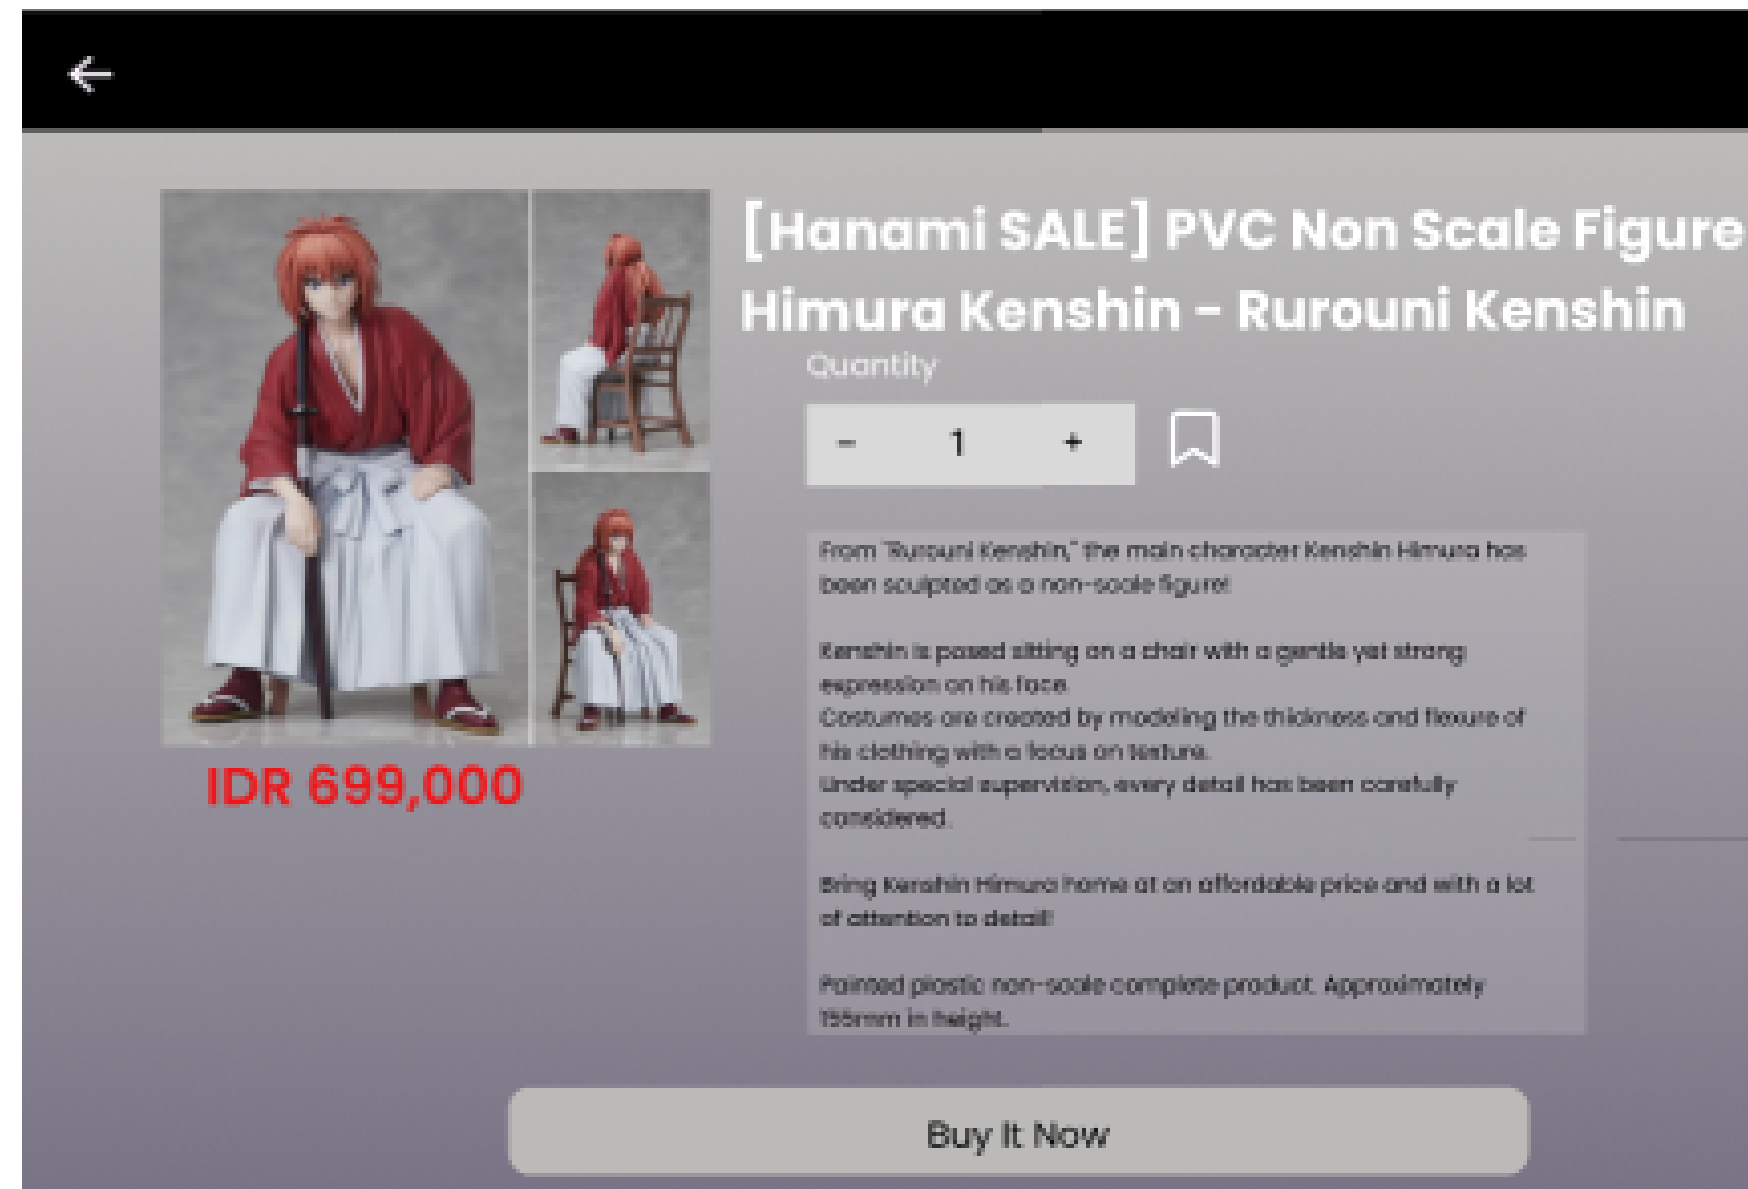 [Hanami SALE] PVC Non Scale Figure
Himura Kenshin - Rurouni Kenshin
Quantity
- 1 +
From "Rurouni Kenshin," the main character Kenshin Himura has
been sculpted as a non-scale figure!
Kenshin is posed sitting on a chair with a gentle yet strong
expression on his face.
Costumes are created by modeling the thickness and flexure of
his clothing with a focus on texture.
Under special supervision, every detail has been carefully
considered.
Bring Kenshin Himura home at an affordable price and with a lot
of attention to detail!
Painted plastic non-scale complete product. Approximately
155mm in height.
IDR 699,000
Buy It Now